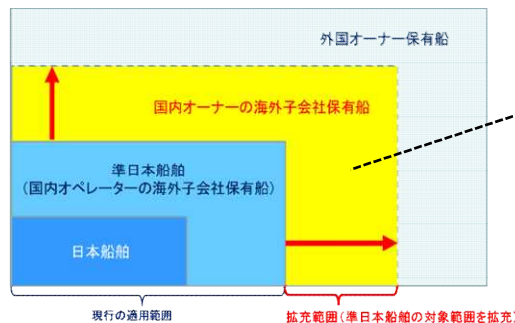 外国オーナー保有船
国内オーナーの海外子会社保有船
準日本船舶
(国内オペレーターの海外子会社保有船)
日本船舶
現行の適用範囲
拡充範囲(準日本船舶の対象範囲を拡充)